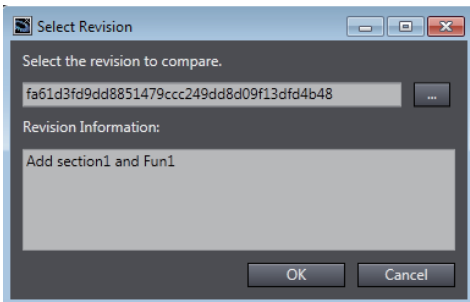 Select Revision
Select the revision to compare.
fa61d3fd9dd8851479ccc249dd8d09f13dfd4b48
...
Revision Information:
Add section1 and Fun1
OK Cancel